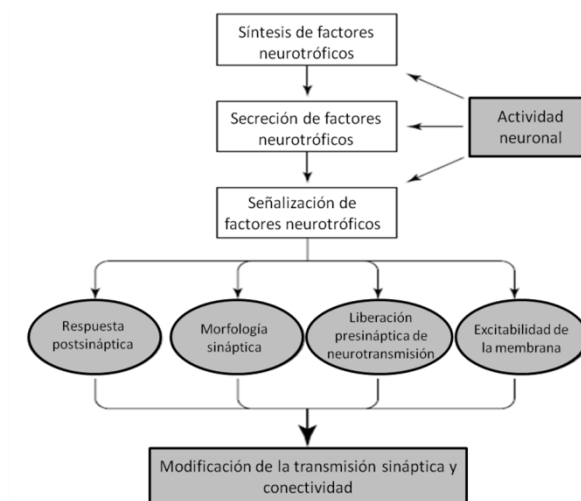 Síntesis de factores
neurotróficos
Secreción de factores
neurotróficos
Actividad
neuronal
Señalización de
factores neurotróficos
Respuesta
postsináptica
Morfología
sináptica
Liberación
presináptica de
neurotransmisión
Excitabilidad de
la membrana
Modificación de la transmisión sináptica y
conectividad